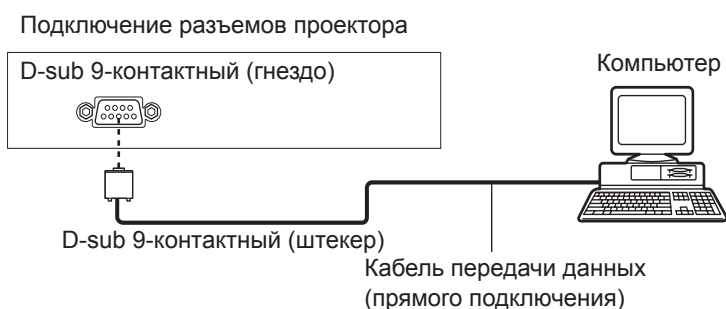 Подключение разъемов проектора
D-sub 9-контактный (гнездо)
Компьютер
D-sub 9-контактный (штекер)
Кабель передачи данных
(прямого подключения)